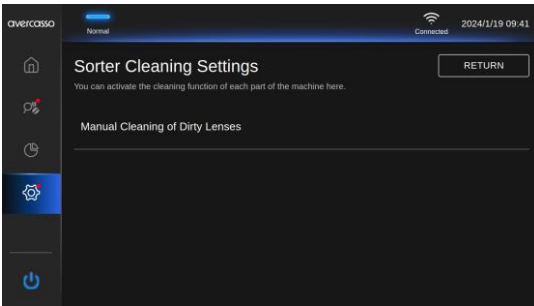 avercasso
Normal
Connected
2024/1/19 09:41
Sorter Cleaning Settings
RETURN
You can activate the cleaning function of each part of the machine here.
Manual Cleaning of Dirty Lenses